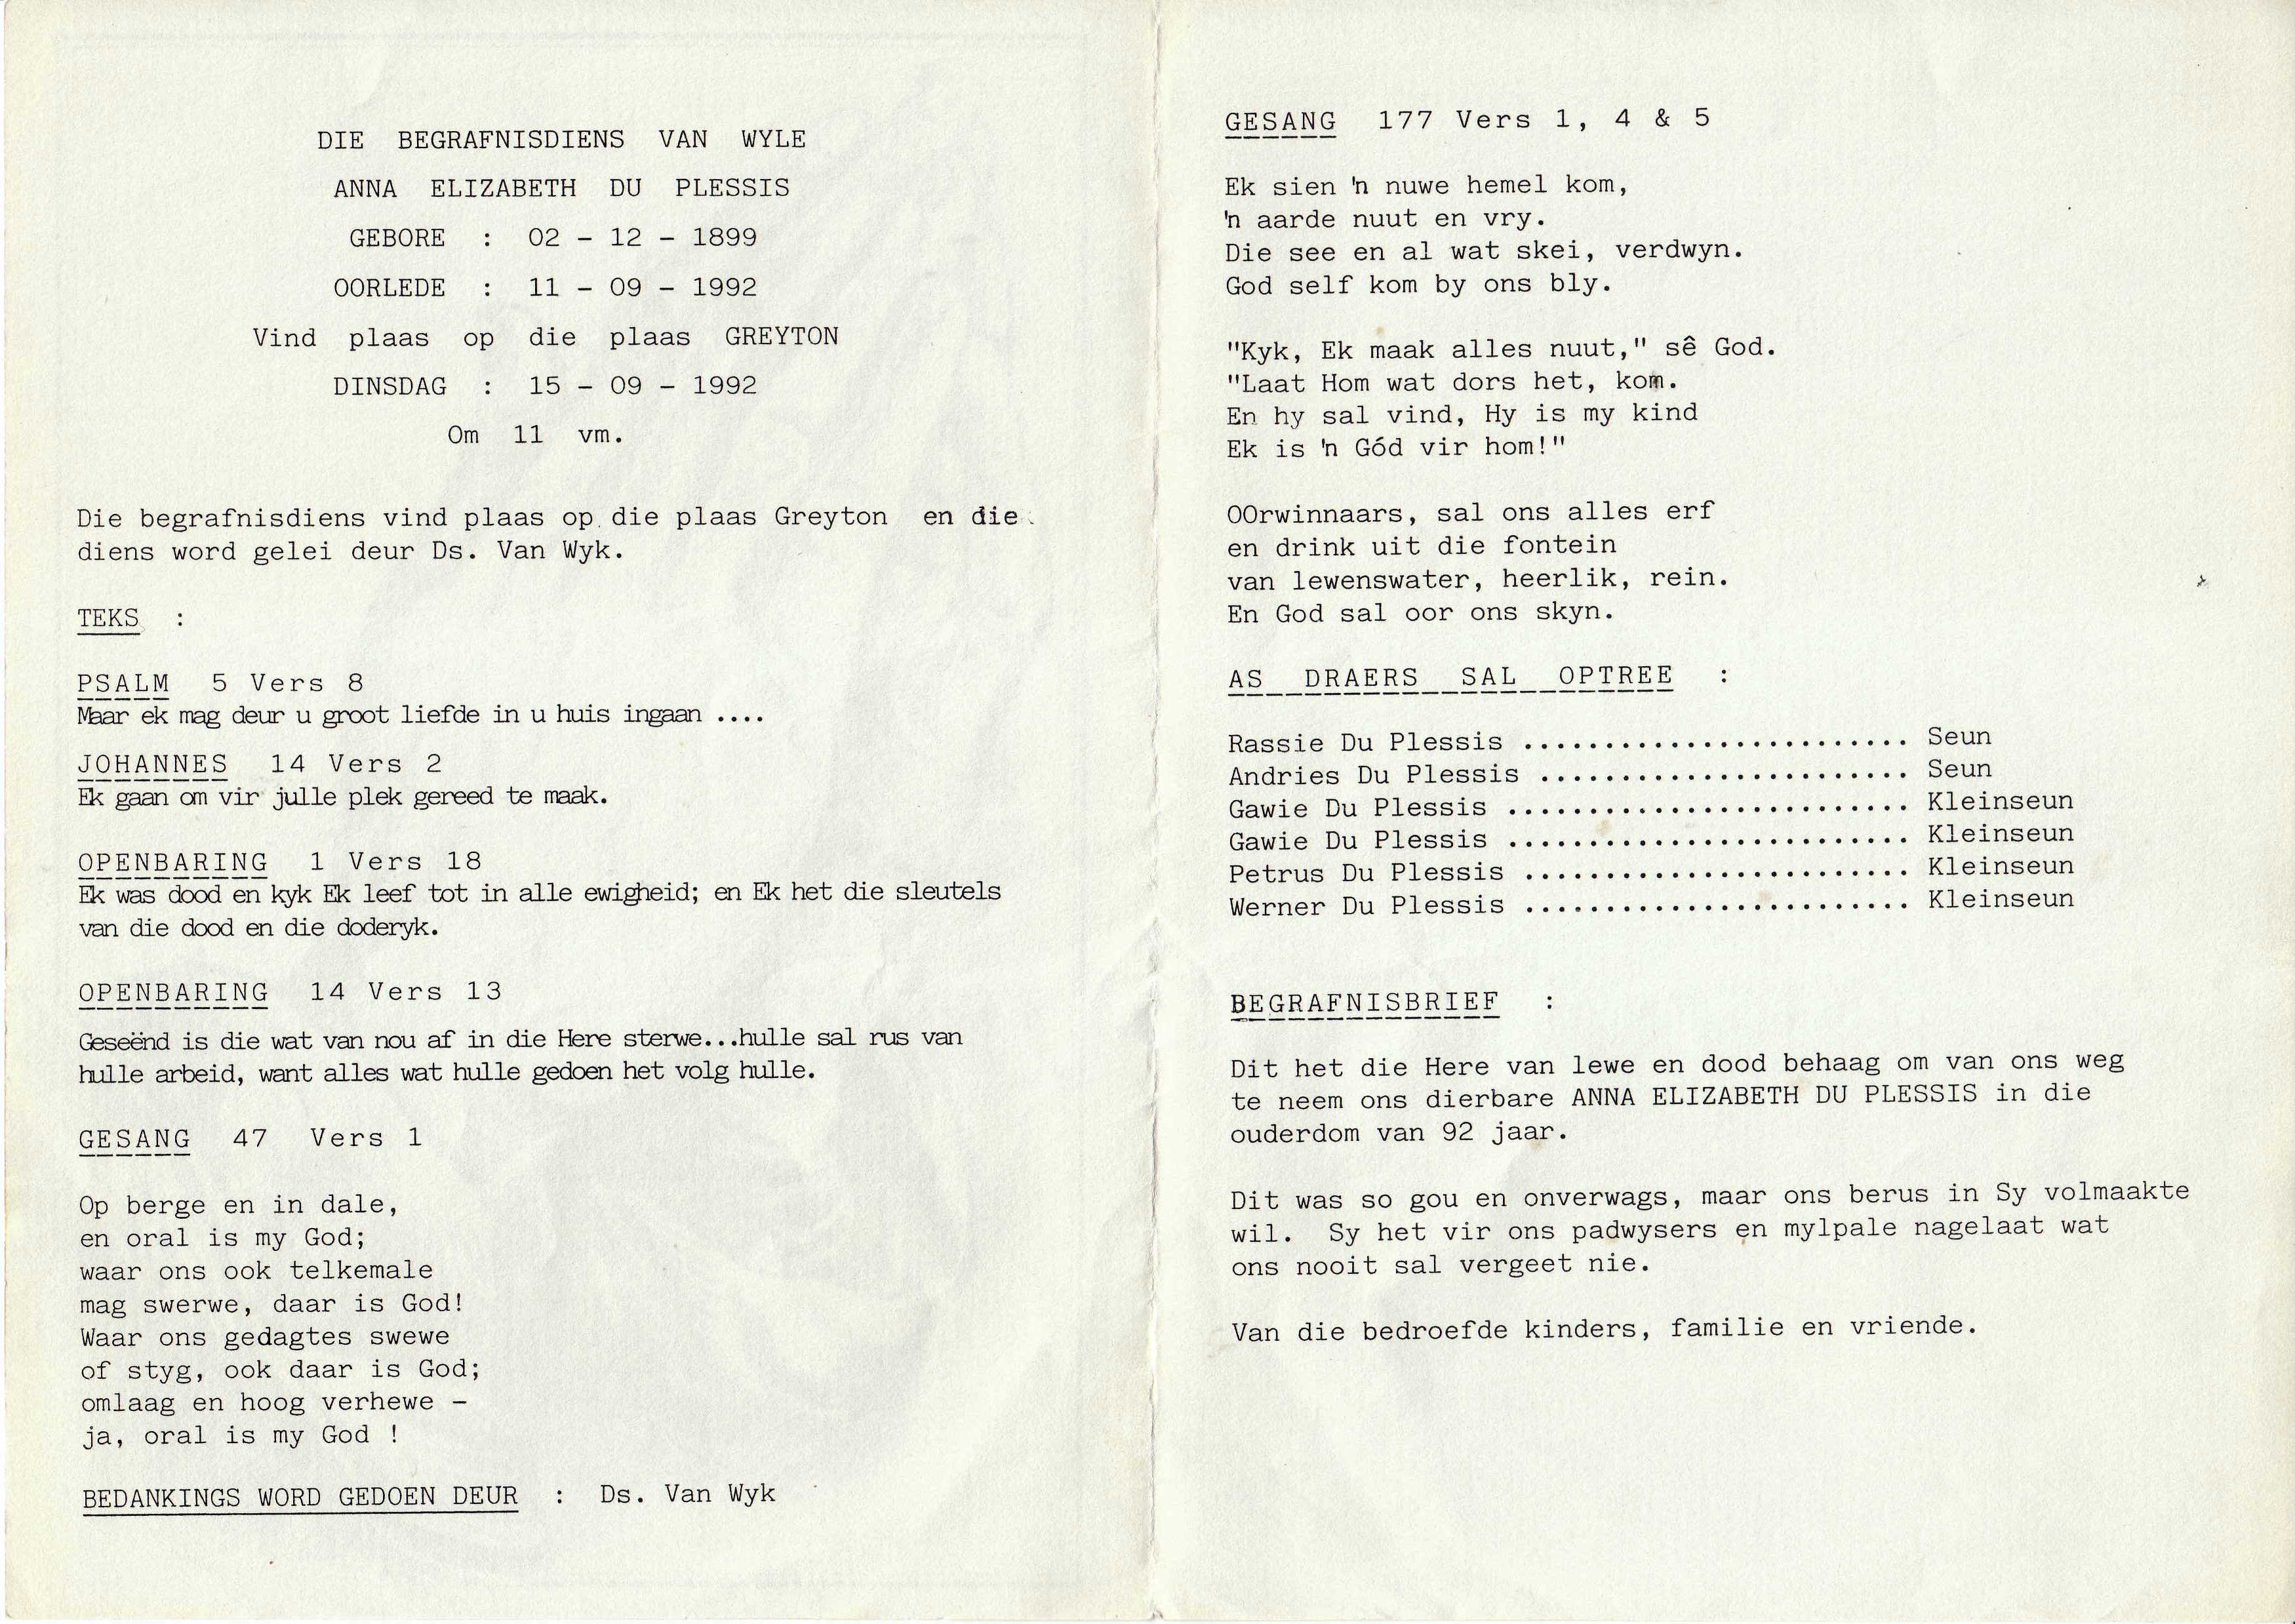 DIE BEGRAFNISDIENS VAN WYLE
ANNA ELIZABETH DU PLESSIS
GEBORE : 02 - 12 - 1899
OORLEDE : 11 - 09 - 1992
Vind plaas op die plaas GREYTON
DINSDAG : 15 - 09 - 1992
Om 11 vm.
Die begrafnisdiens vind plaas op die plaas Greyton en die
diens word gelei deur Ds. Van Wyk.
TEKS :
PSALM 5 Vers 8
Maar ek mag deur u groot liefde in u huis ingaan ....
JOHANNES 14 Vers 2
Ek gaan om vir julle plek gereed te maak.
OPENBARING 1 Vers 18
Ek was dood en kyk Ek leef tot in alle ewigheid; en Ek het die sleutels
van die dood en die doderyk.
OPENBARING 14 Vers 13
Geseënd is die wat van nou af in die Here sterwe...hulle sal rus van
hulle arbeid, want alles wat hulle gedoen het volg hulle.
GESANG 47 Vers 1
Op berge en in dale,
en oral is my God;
waar ons ook telkemale
mag swerwe, daar is God!
Waar ons gedagtes swewe
of styg, ook daar is God;
omlaag en hoog verhewe -
ja, oral is my God !
BEDANKINGS WORD GEDOEN DEUR : Ds. Van Wyk
GESANG 177 Vers 1, 4 & 5
Ek sien 'n nuwe hemel kom,
'n aarde nuut en vry.
Die see en al wat skei, verdwyn.
God self kom by ons bly.
"Kyk, Ek maak alles nuut," sê God.
"Laat Hom wat dors het, kom.
En hy sal vind, Hy is my kind
Ek is 'n Gód vir hom!"
OOrwinnaars, sal ons alles erf
en drink uit die fontein
van lewenswater, heerlik, rein.
En God sal oor ons skyn.
AS DRAERS SAL OPTREE :
Rassie Du Plessis ........................ Seun
Andries Du Plessis ....................... Seun
Gawie Du Plessis ......................... Kleinseun
Gawie Du Plessis ......................... Kleinseun
Petrus Du Plessis ........................ Kleinseun
Werner Du Plessis ........................ Kleinseun
BEGRAFNISBRIEF :
Dit het die Here van lewe en dood behaag om van ons weg
te neem ons dierbare ANNA ELIZABETH DU PLESSIS in die
ouderdom van 92 jaar.
Dit was so gou en onverwags, maar ons berus in Sy volmaakte
wil. Sy het vir ons padwysers en mylpale nagelaat wat
ons nooit sal vergeet nie.
Van die bedroefde kinders, familie en vriende.